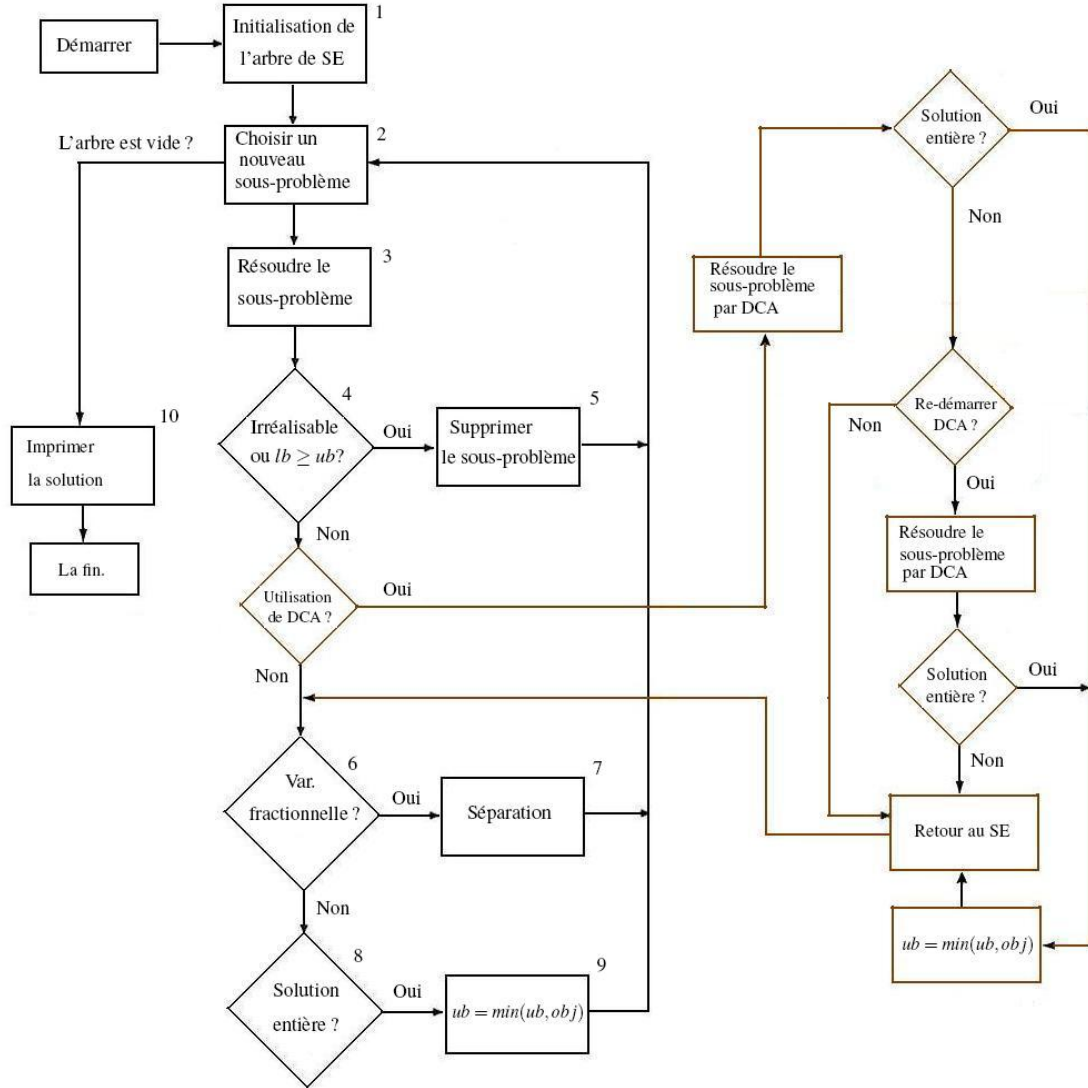 Démarrer
Initialisation de
l'arbre de SE
1
L'arbre est vide ?
Choisir un
nouveau
sous-problème
2
Résoudre le
sous-problème
3
Irréalisable
ou lb ≥ ub?
4
Oui
Supprimer
le sous-problème
5
Non
Imprimer
la solution
10
La fin.
Utilisation
de DCA ?
Oui
Non
Var.
fractionnelle ?
6
Oui
Séparation
7
Non
Solution
entière ?
8
Oui
ub = min(ub, obj)
9
Résoudre le
sous-problème
par DCA
Solution
entière ?
Oui
Non
Re-démarrer
DCA ?
Non
Oui
Résoudre le
sous-problème
par DCA
Solution
entière ?
Oui
Non
Retour au SE
ub = min(ub, obj)